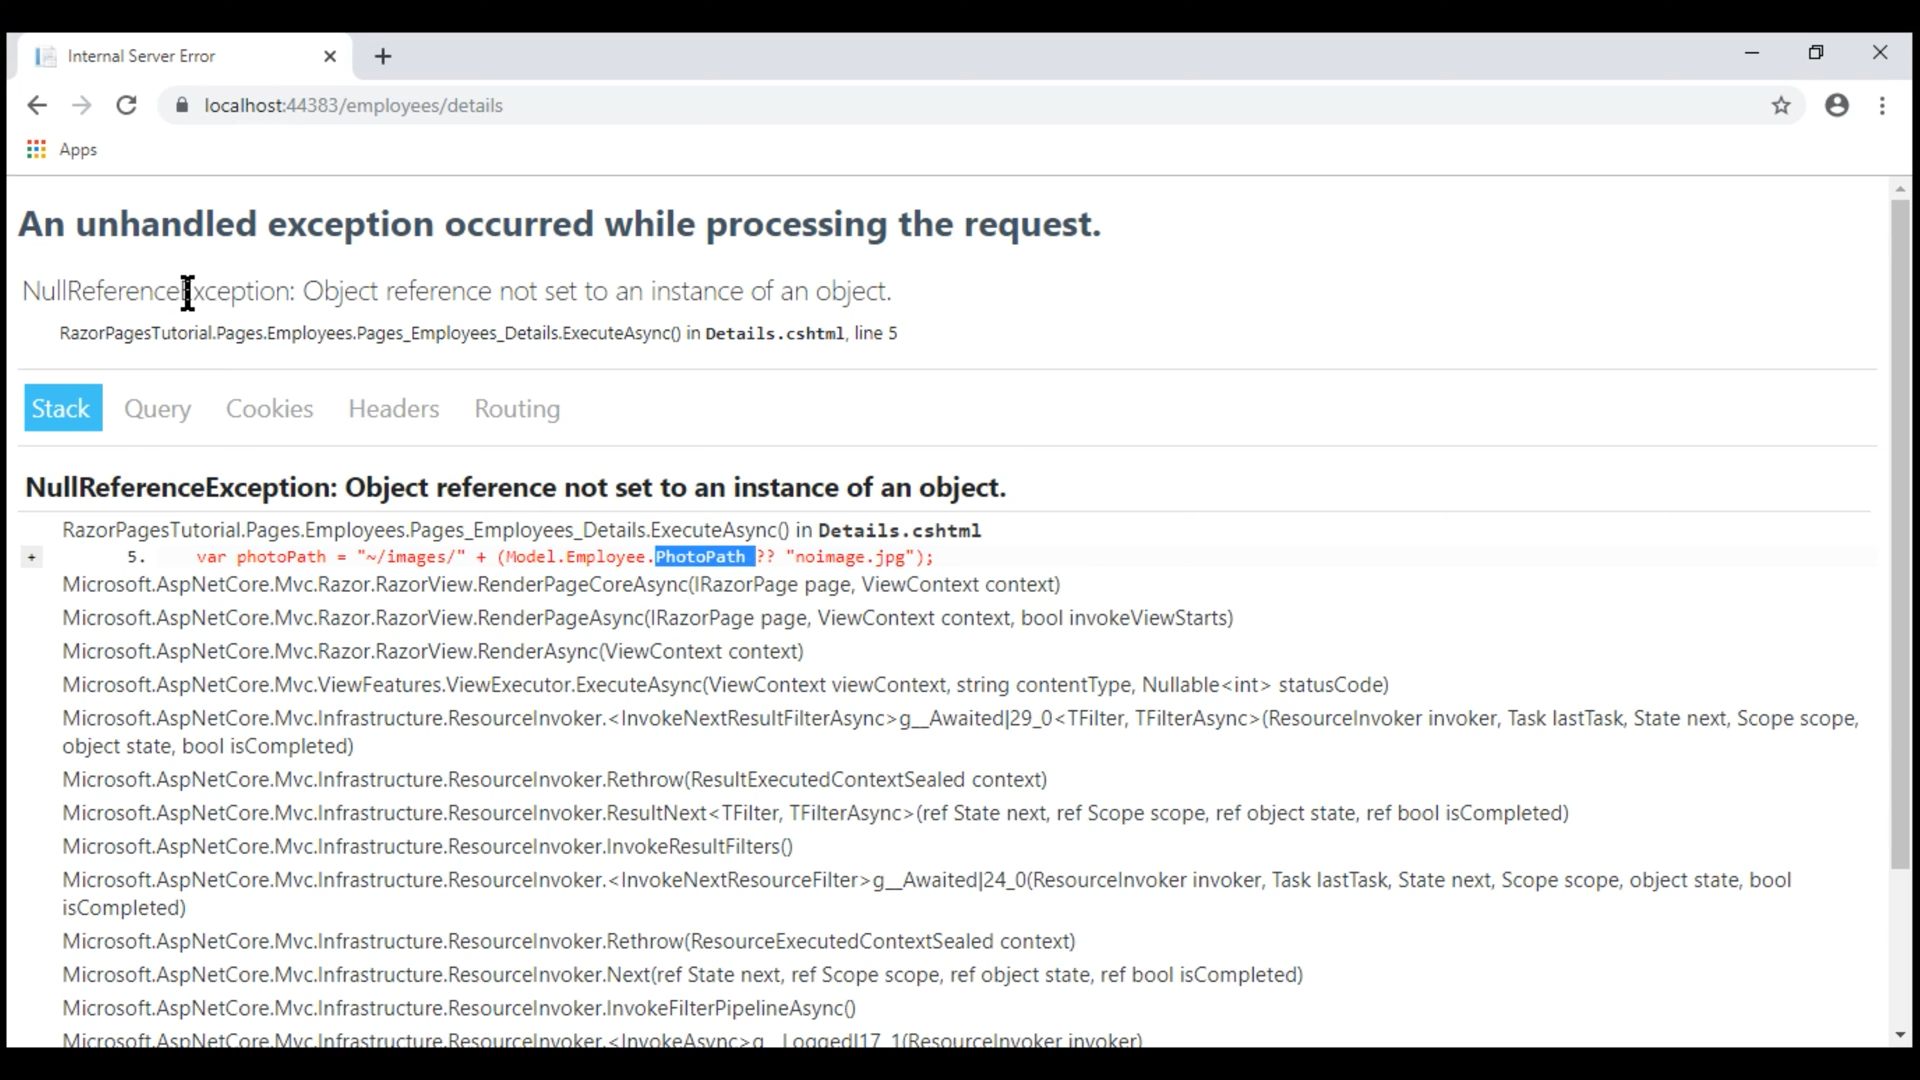 Internal Server Error
localhost:44383/employees/details
Apps
An unhandled exception occurred while processing the request.
NullReferenceException: Object reference not set to an instance of an object.
RazorPagesTutorial.Pages.Employees.Pages_Employees_Details.ExecuteAsync() in Details.cshtml, line 5
Stack Query Cookies Headers Routing
NullReferenceException: Object reference not set to an instance of an object.
RazorPagesTutorial.Pages.Employees.Pages_Employees_Details.ExecuteAsync() in Details.cshtml
+ 5. var photoPath = "~/images/" + (Model.Employee.PhotoPath ?? "noimage.jpg");
Microsoft.AspNetCore.Mvc.Razor.RazorView.RenderPageCoreAsync(IRazorPage page, ViewContext context)
Microsoft.AspNetCore.Mvc.Razor.RazorView.RenderPageAsync(IRazorPage page, ViewContext context, bool invokeViewStarts)
Microsoft.AspNetCore.Mvc.Razor.RazorView.RenderAsync(ViewContext context)
Microsoft.AspNetCore.Mvc.ViewFeatures.ViewExecutor.ExecuteAsync(ViewContext viewContext, string contentType, Nullable<int> statusCode)
Microsoft.AspNetCore.Mvc.Infrastructure.ResourceInvoker.<InvokeNextResultFilterAsync>g__Awaited|29_0<TFilter, TFilterAsync>(ResourceInvoker invoker, Task lastTask, State next, Scope scope,
object state, bool isCompleted)
Microsoft.AspNetCore.Mvc.Infrastructure.ResourceInvoker.Rethrow(ResultExecutedContextSealed context)
Microsoft.AspNetCore.Mvc.Infrastructure.ResourceInvoker.ResultNext<TFilter, TFilterAsync>(ref State next, ref Scope scope, ref object state, ref bool isCompleted)
Microsoft.AspNetCore.Mvc.Infrastructure.ResourceInvoker.InvokeResultFilters()
Microsoft.AspNetCore.Mvc.Infrastructure.ResourceInvoker.<InvokeNextResourceFilter>g__Awaited|24_0(ResourceInvoker invoker, Task lastTask, State next, Scope scope, object state, bool
isCompleted)
Microsoft.AspNetCore.Mvc.Infrastructure.ResourceInvoker.Rethrow(ResourceExecutedContextSealed context)
Microsoft.AspNetCore.Mvc.Infrastructure.ResourceInvoker.Next(ref State next, ref Scope scope, ref object state, ref bool isCompleted)
Microsoft.AspNetCore.Mvc.Infrastructure.ResourceInvoker.InvokeFilterPipelineAsync()
Microsoft.AspNetCore.Mvc.Infrastructure.ResourceInvoker.<InvokeAsync>g__Logged|17_1(ResourceInvoker invoker)